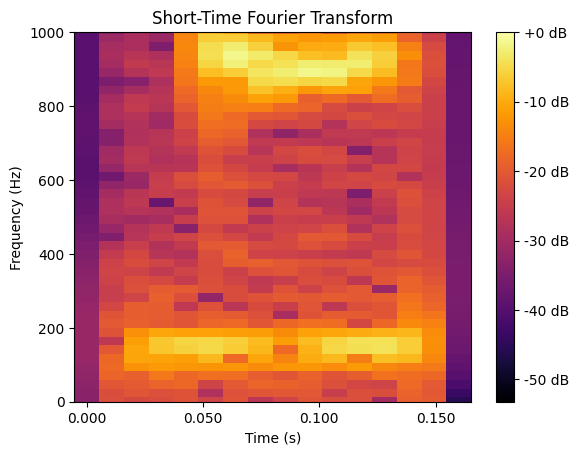 Short-Time Fourier Transform
1000
800
600
400
200
0
Frequency (Hz)
0.000
0.050
0.100
0.150
Time (s)
+0 dB
-10 dB
-20 dB
-30 dB
-40 dB
-50 dB